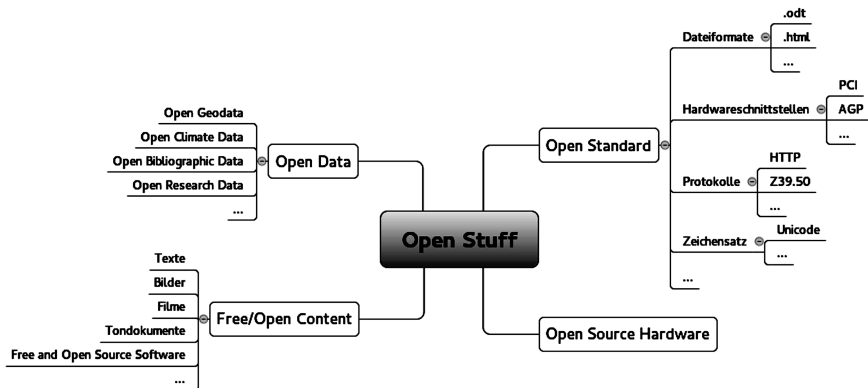 Open Stuff
Open Data
Open Geodata
Open Climate Data
Open Bibliographic Data
Open Research Data
...
Free/Open Content
Texte
Bilder
Filme
Tondokumente
Free and Open Source Software
...
Open Standard
Dateiformate
.odt
.html
...
Hardwareschnittstellen
PCI
AGP
...
Protokolle
HTTP
Z39.50
...
Zeichensatz
Unicode
...
...
Open Source Hardware